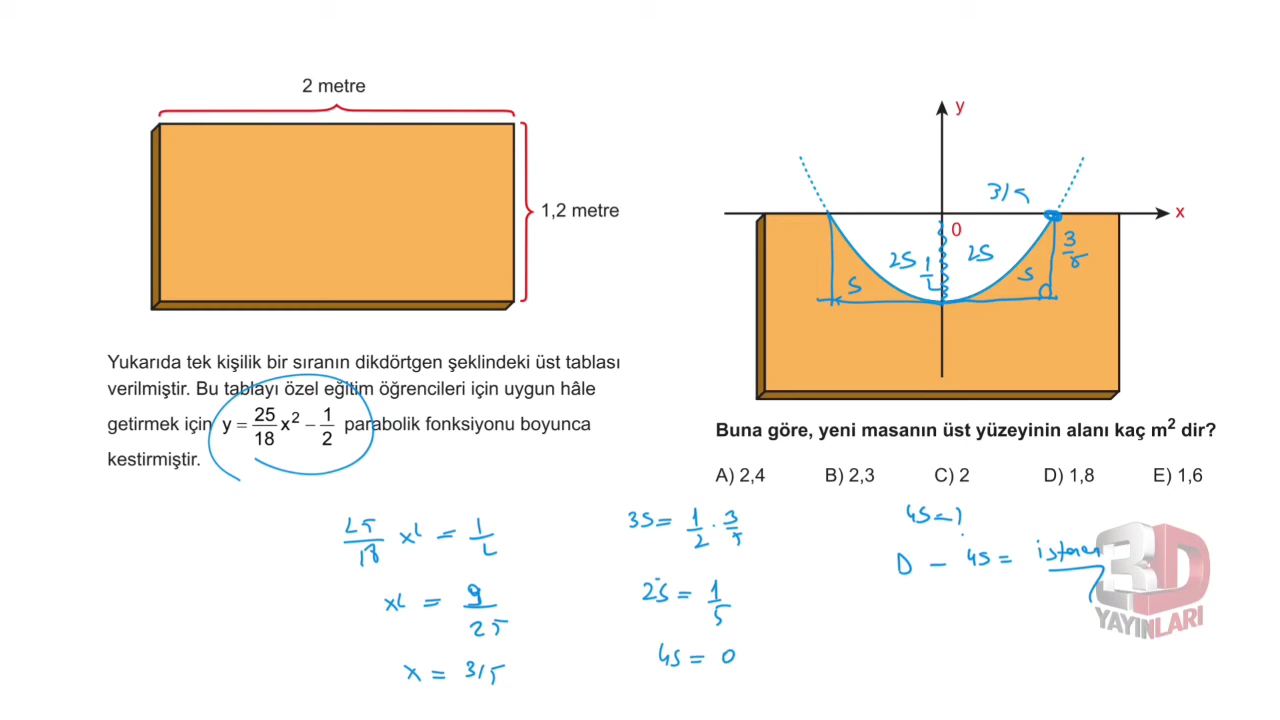 2 metre
1,2 metre
Yukarıda tek kişilik bir sıranın dikdörtgen şeklindeki üst tablası
verilmiştir. Bu tablayı özel eğitim öğrencileri için uygun hâle
getirmek için y = 25/18 x² − 1/2 parabolik fonksiyonu boyunca
kestirmiştir.
y
3/5
x
0
2S 1/2 2S 3/5
S S
Buna göre, yeni masanın üst yüzeyinin alanı kaç m² dir?
A) 2,4 B) 2,3 C) 2 D) 1,8 E) 1,6
25/18 x² = 1/2
x² = 9/25
x = 3/5
3S = 1/2 · 3/5
2S = 1/5
4S = 0
4S = ?
D − 4S = istenen
3D
YAYINLARI